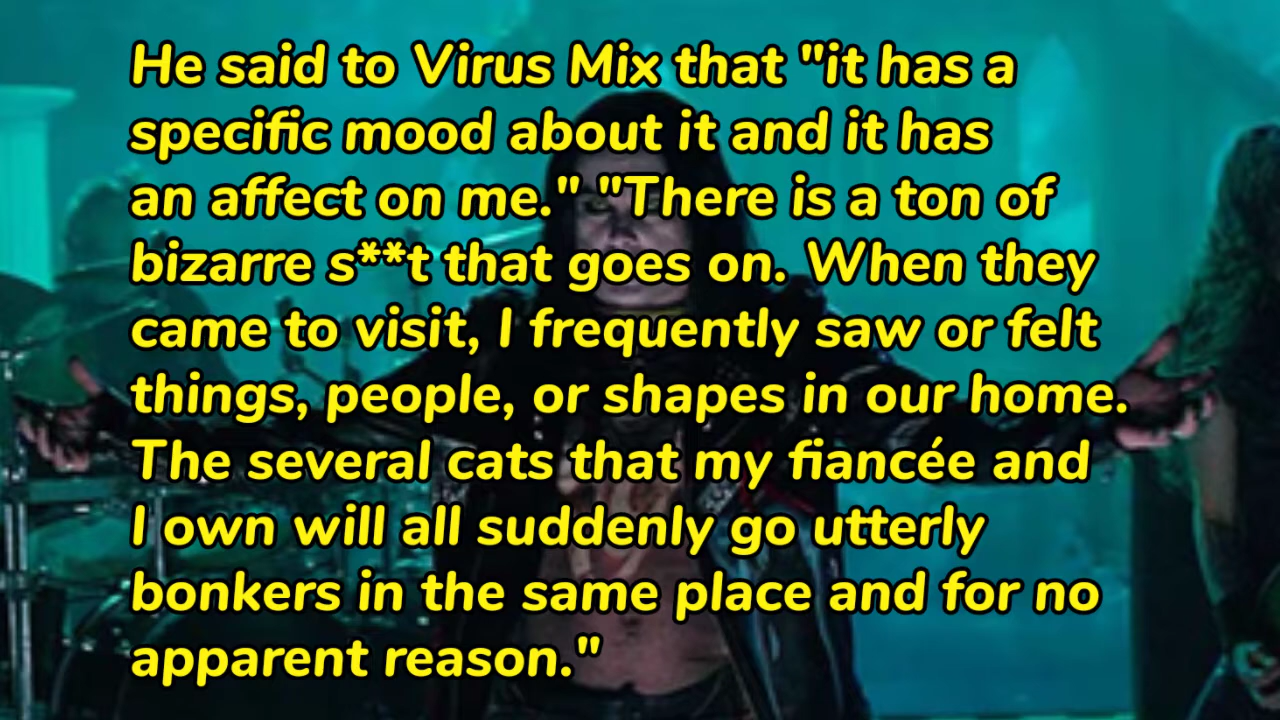 He said to Virus Mix that "it has a
specific mood about it and it has
an affect on me." "There is a ton of
bizarre s**t that goes on. When they
came to visit, I frequently saw or felt
things, people, or shapes in our home.
The several cats that my fiancée and
I own will all suddenly go utterly
bonkers in the same place and for no
apparent reason."